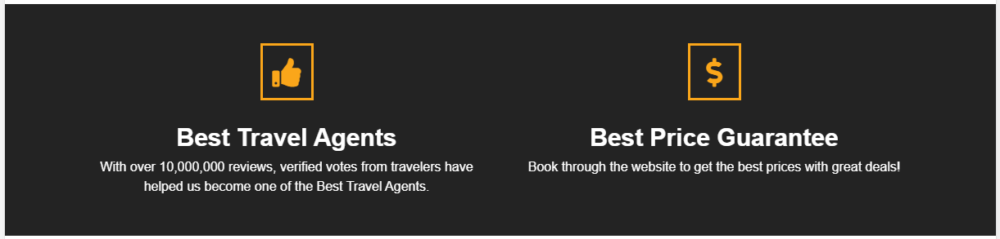 Best Travel Agents
With over 10,000,000 reviews, verified votes from travelers have
helped us become one of the Best Travel Agents.
$
Best Price Guarantee
Book through the website to get the best prices with great deals!